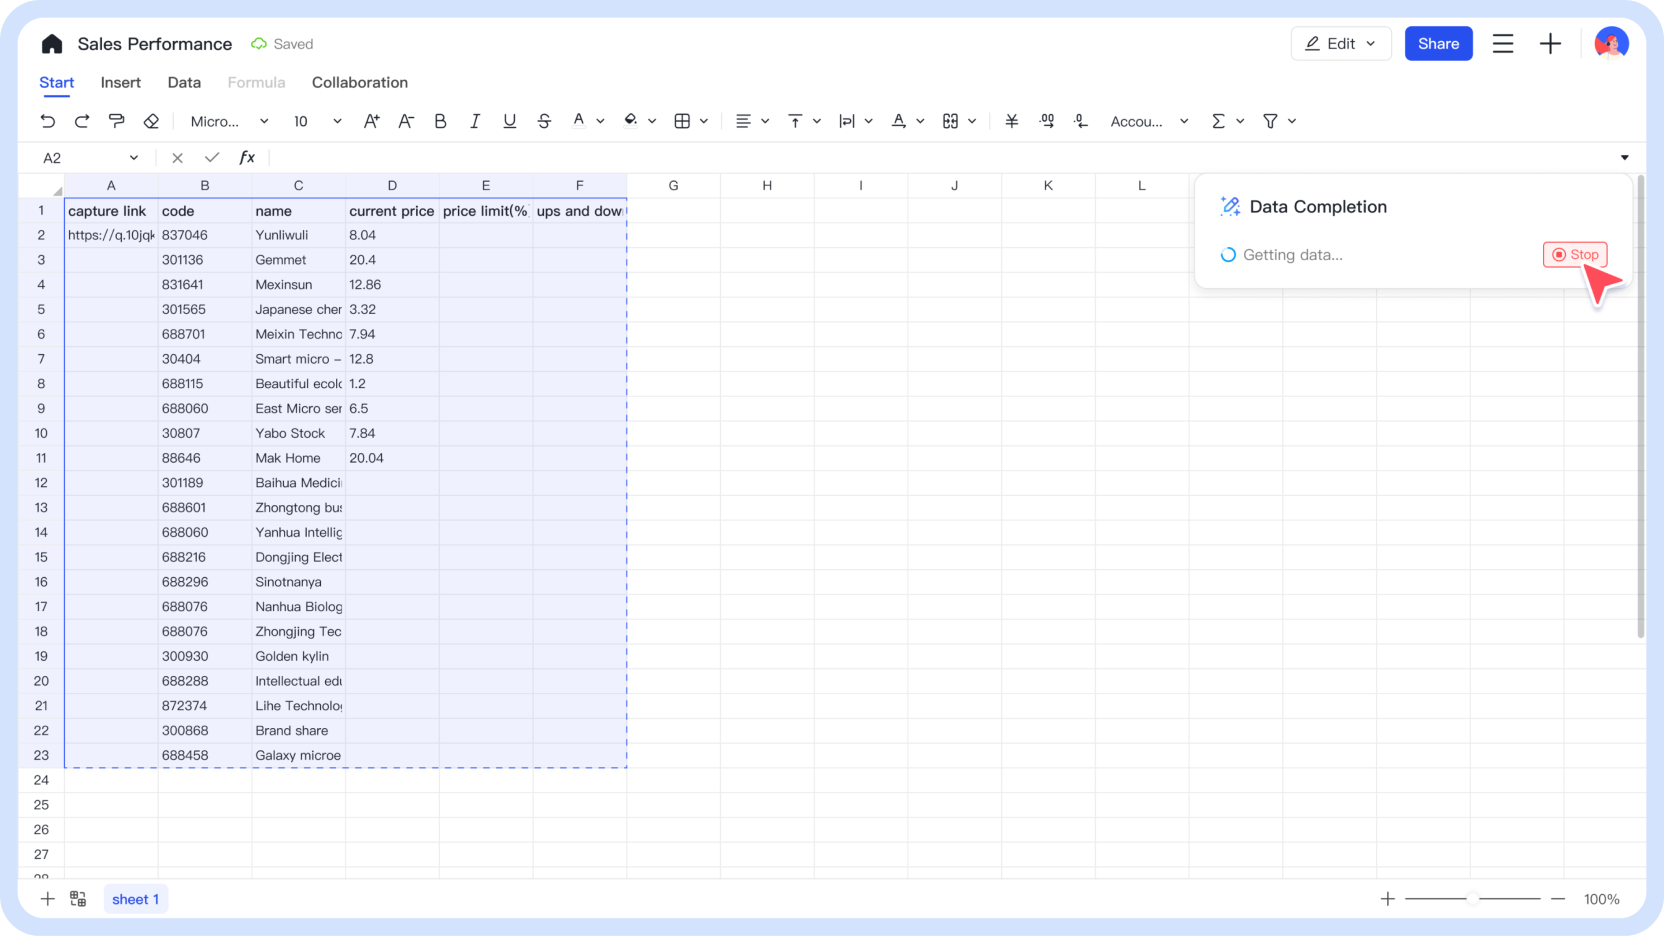 Sales Performance Saved Edit Share
Start Insert Data Formula Collaboration
Micro... 10 A+ A- B I U S A A ¥ .00 .0 Accou... Σ
A2 fx
A B C D E F G H I J K L
1 capture link code name current price price limit(% ups and dow
2 https://q.10jqk 837046 Yunliwuli 8.04
3 301136 Gemmet 20.4
4 831641 Mexinsun 12.86
5 301565 Japanese cher 3.32
6 688701 Meixin Techno 7.94
7 30404 Smart micro – 12.8
8 688115 Beautiful ecolo 1.2
9 688060 East Micro ser 6.5
10 30807 Yabo Stock 7.84
11 88646 Mak Home 20.04
12 301189 Baihua Medici
13 688601 Zhongtong bus
14 688060 Yanhua Intellig
15 688216 Dongjing Elect
16 688296 Sinotnanya
17 688076 Nanhua Biolog
18 688076 Zhongjing Tec
19 300930 Golden kylin
20 688288 Intellectual edu
21 872374 Lihe Technolog
22 300868 Brand share
23 688458 Galaxy microe
24
25
26
27
28
Data Completion
Getting data... Stop
sheet 1 100%